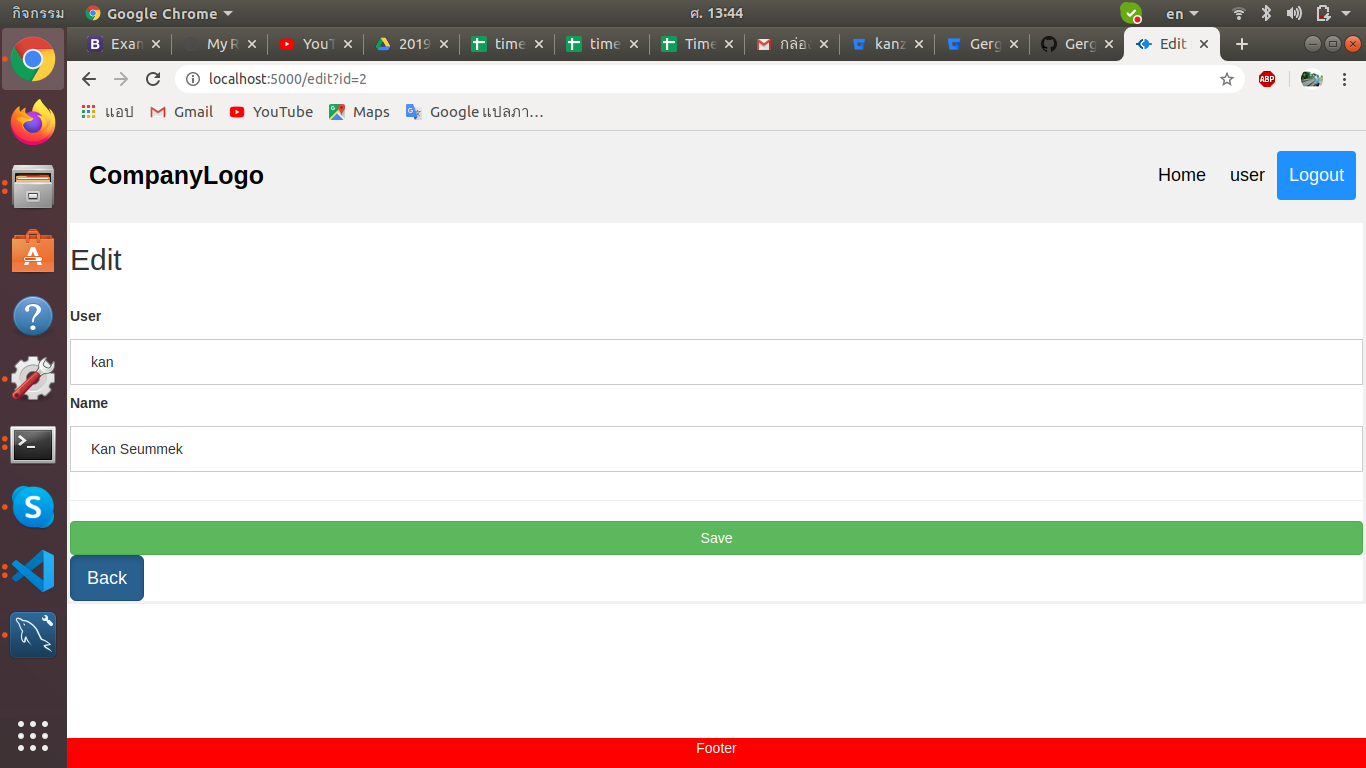 กิจกรรม Google Chrome ศ. 13:44 en
Exan My R YouT 2019 time time Time กล่อง kanz Gerg Gerg Edit
localhost:5000/edit?id=2 ABP
แอป Gmail YouTube Maps Google แปลภา…
CompanyLogo Home user Logout
Edit
User
kan
Name
Kan Seummek
Save
Back
Footer